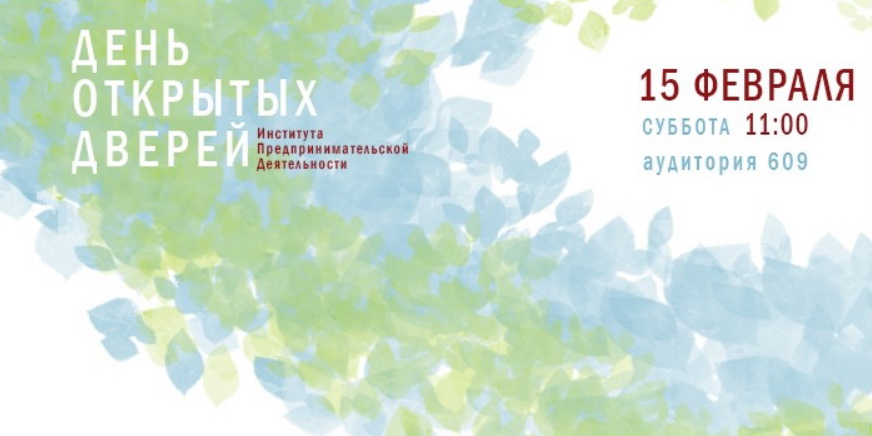 ДЕНЬ
ОТКРЫТЫХ
ДВЕРЕЙ
Института
Предпринимательской
Деятельности
15 ФЕВРАЛЯ
СУББОТА 11:00
аудитория 609